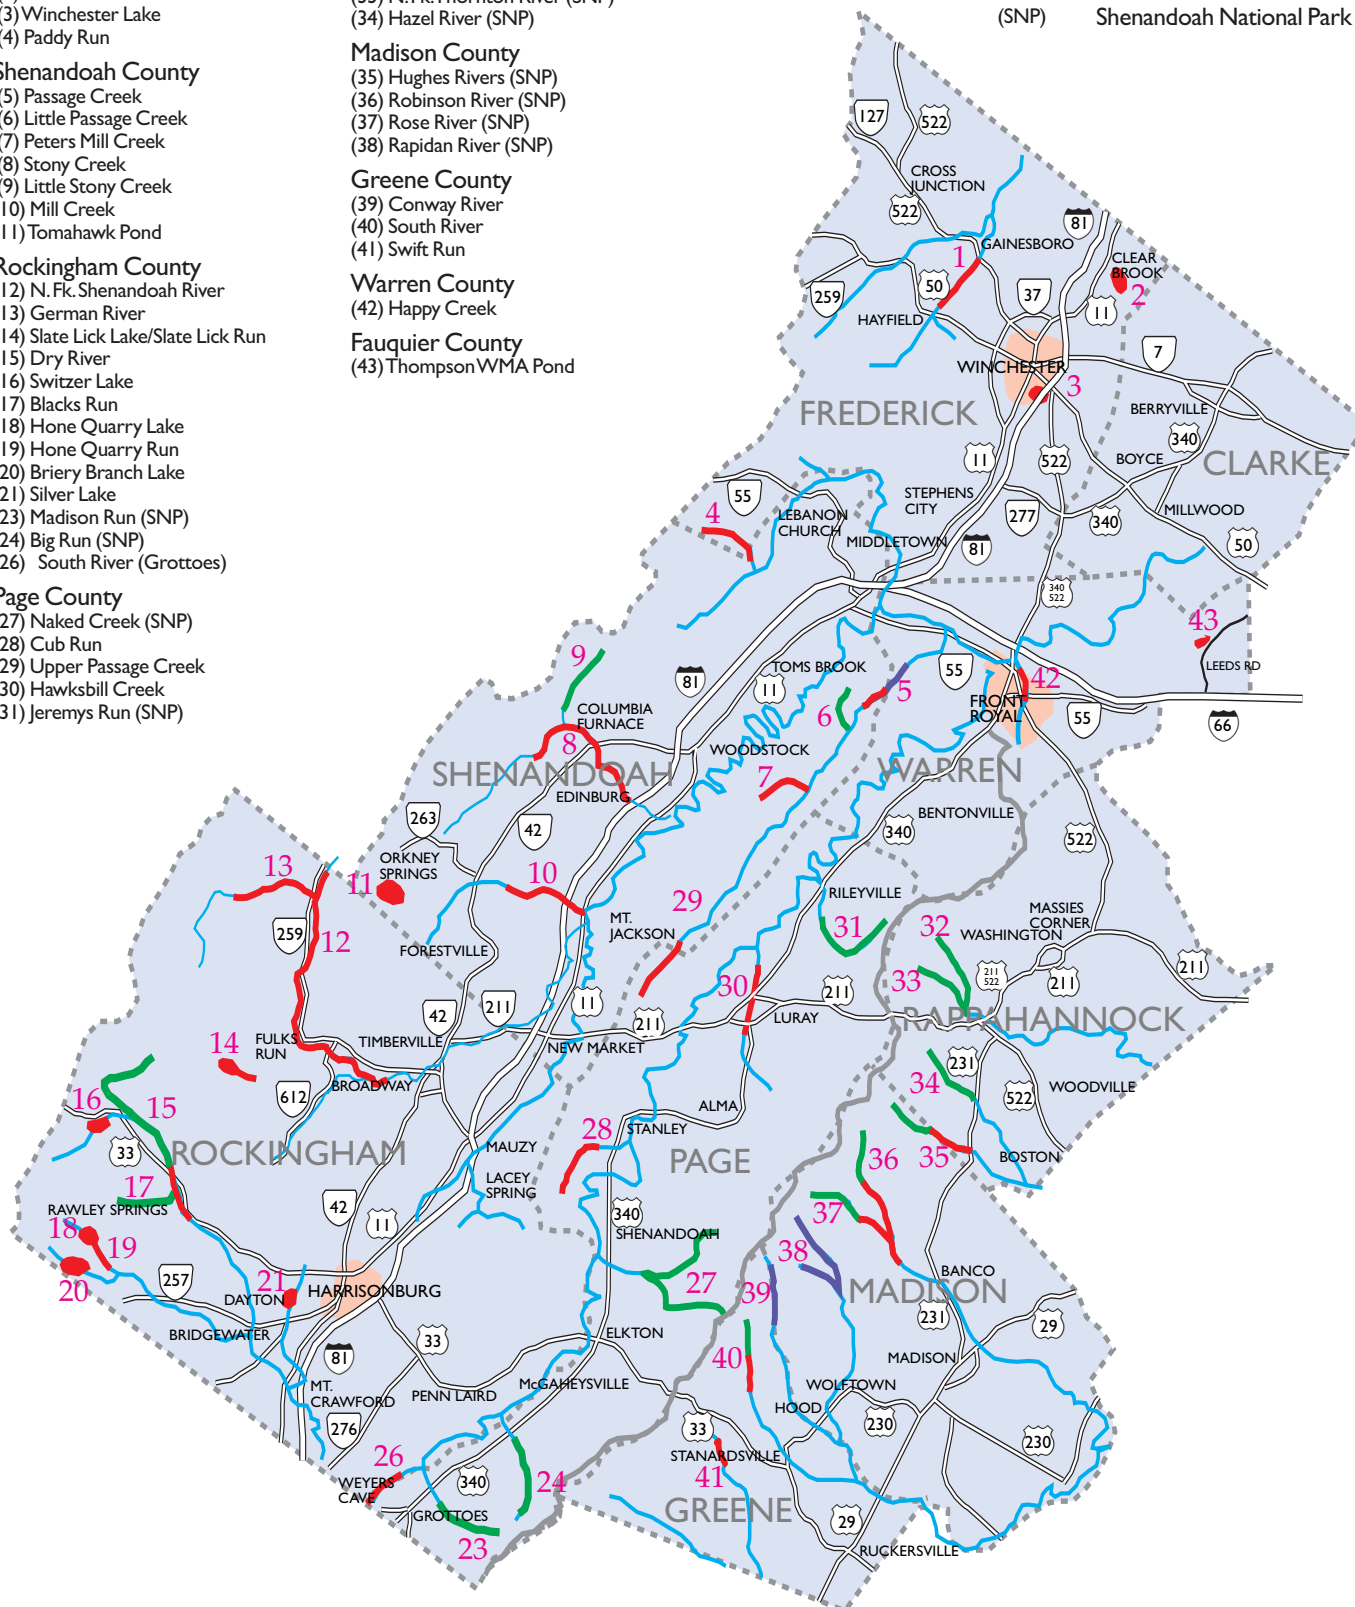 (3) Winchester Lake
(4) Paddy Run
Shenandoah County
(5) Passage Creek
(6) Little Passage Creek
(7) Peters Mill Creek
(8) Stony Creek
(9) Little Stony Creek
10) Mill Creek
11) Tomahawk Pond
Rockingham County
12) N. Fk. Shenandoah River
13) German River
14) Slate Lick Lake/Slate Lick Run
15) Dry River
16) Switzer Lake
17) Blacks Run
18) Hone Quarry Lake
19) Hone Quarry Run
20) Briery Branch Lake
21) Silver Lake
23) Madison Run (SNP)
24) Big Run (SNP)
26) South River (Grottoes)
Page County
27) Naked Creek (SNP)
28) Cub Run
29) Upper Passage Creek
30) Hawksbill Creek
31) Jeremys Run (SNP)
(33) N. Fk. Thornton River (SNP)
(34) Hazel River (SNP)
Madison County
(35) Hughes Rivers (SNP)
(36) Robinson River (SNP)
(37) Rose River (SNP)
(38) Rapidan River (SNP)
Greene County
(39) Conway River
(40) South River
(41) Swift Run
Warren County
(42) Happy Creek
Fauquier County
(43) Thompson WMA Pond
(SNP) Shenandoah National Park
127
522
CROSS
JUNCTION
522
81
GAINESBORO
1
CLEAR
BROOK
2
50
259
37
11
HAYFIELD
7
WINCHESTER
3
FREDERICK
BERRYVILLE
340
11
522
BOYCE
CLARKE
55
STEPHENS
CITY
4
LEBANON
CHURCH
277
340
MILLWOOD
MIDDLETOWN
81
50
340
522
43
9
TOMS BROOK
LEEDS RD
81
11
5
55
42
6
FRONT
ROYAL
55
66
COLUMBIA
FURNACE
8
WOODSTOCK
SHENANDOAH
7
WARREN
EDINBURG
263
42
340
BENTONVILLE
522
ORKNEY
SPRINGS
13
11
10
RILEYVILLE
29
MT.
JACKSON
31
32
MASSIES
CORNER
WASHINGTON
259
12
FORESTVILLE
33
211
522
211
211
30
211
42
211
11
211
LURAY
RAPPAHANNOCK
14
FULKS
RUN
TIMBERVILLE
NEW MARKET
231
BROADWAY
34
612
522
WOODVILLE
16
15
ALMA
28
STANLEY
33
ROCKINGHAM
MAUZY
PAGE
36
35
BOSTON
17
LACEY
SPRING
RAWLEY SPRINGS
42
11
340
37
18
19
SHENANDOAH
38
20
257
21
27
BANCO
DAYTON
HARRISONBURG
39
MADISON
231
29
BRIDGEWATER
33
ELKTON
81
40
MADISON
MT.
CRAWFORD
PENN LAIRD
McGAHEYSVILLE
WOLFTOWN
HOOD
276
33
230
230
26
STANARDSVILLE
WEYERS
CAVE
340
24
41
GROTTOES
GREENE
29
23
RUCKERSVILLE